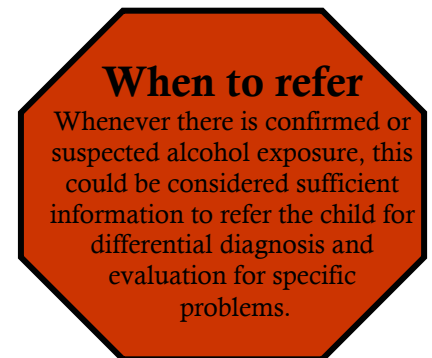 When to refer
Whenever there is confirmed or
suspected alcohol exposure, this
could be considered sufficient
information to refer the child for
differential diagnosis and
evaluation for specific
problems.